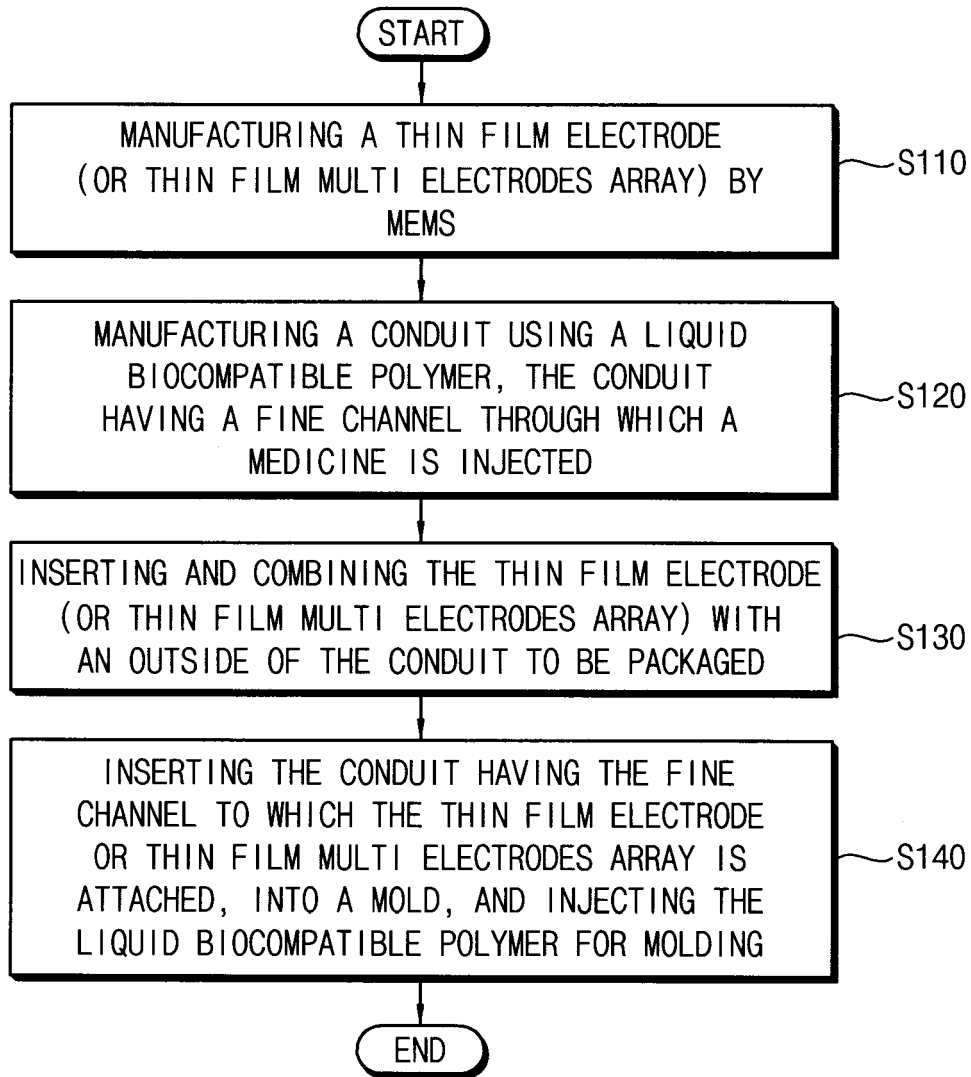 START
MANUFACTURING A THIN FILM ELECTRODE
(OR THIN FILM MULTI ELECTRODES ARRAY) BY
MEMS
S110
MANUFACTURING A CONDUIT USING A LIQUID
BIOCOMPATIBLE POLYMER, THE CONDUIT
HAVING A FINE CHANNEL THROUGH WHICH A
MEDICINE IS INJECTED
S120
INSERTING AND COMBINING THE THIN FILM ELECTRODE
(OR THIN FILM MULTI ELECTRODES ARRAY) WITH
AN OUTSIDE OF THE CONDUIT TO BE PACKAGED
S130
INSERTING THE CONDUIT HAVING THE FINE
CHANNEL TO WHICH THE THIN FILM ELECTRODE
OR THIN FILM MULTI ELECTRODES ARRAY IS
ATTACHED, INTO A MOLD, AND INJECTING THE
LIQUID BIOCOMPATIBLE POLYMER FOR MOLDING
S140
END